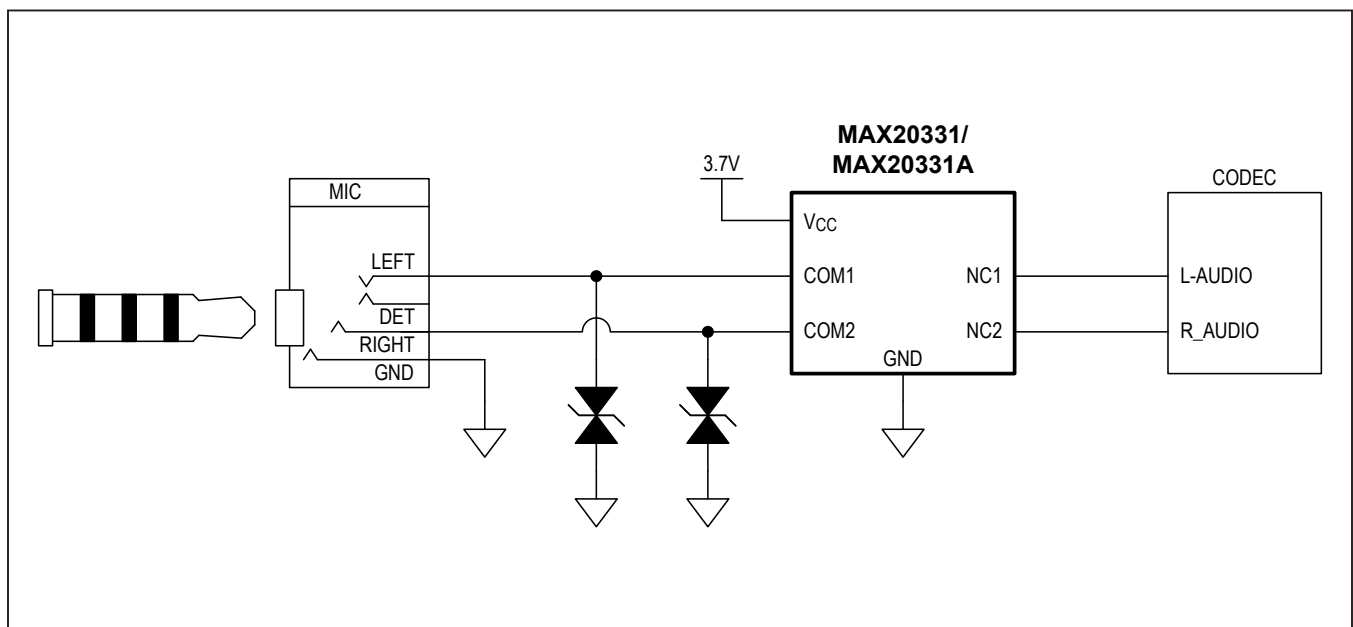 MAX20331/
MAX20331A
3.7V
CODEC
MIC
VCC
LEFT
COM1
NC1
L-AUDIO
DET
COM2
NC2
R_AUDIO
RIGHT
GND
GND